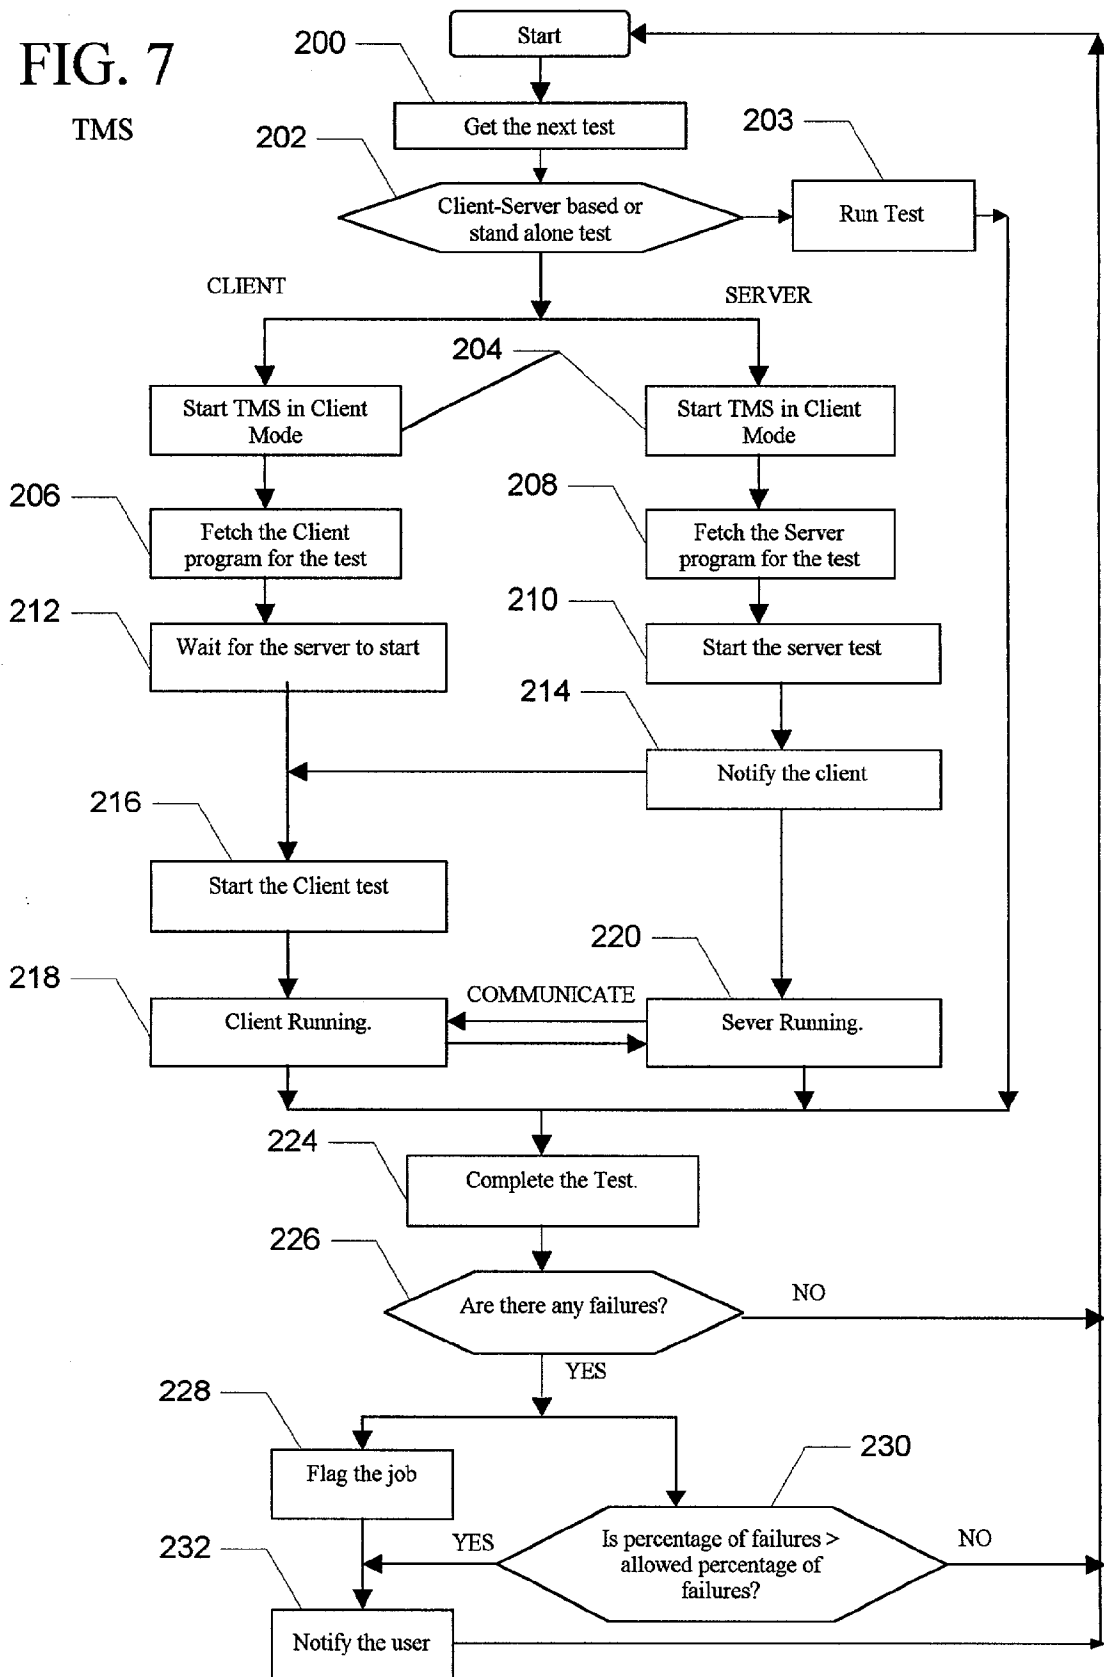 FIG. 7
TMS
Start
200
Get the next test
202
203
Client-Server based or
stand alone test
Run Test
CLIENT
SERVER
204
Start TMS in Client
Mode
Start TMS in Client
Mode
206
208
Fetch the Client
program for the test
Fetch the Server
program for the test
212
210
Wait for the server to start
Start the server test
214
Notify the client
216
Start the Client test
220
218
COMMUNICATE
Client Running.
Sever Running.
224
Complete the Test.
226
Are there any failures?
NO
YES
228
230
Flag the job
Is percentage of failures >
allowed percentage of
failures?
YES
NO
232
Notify the user